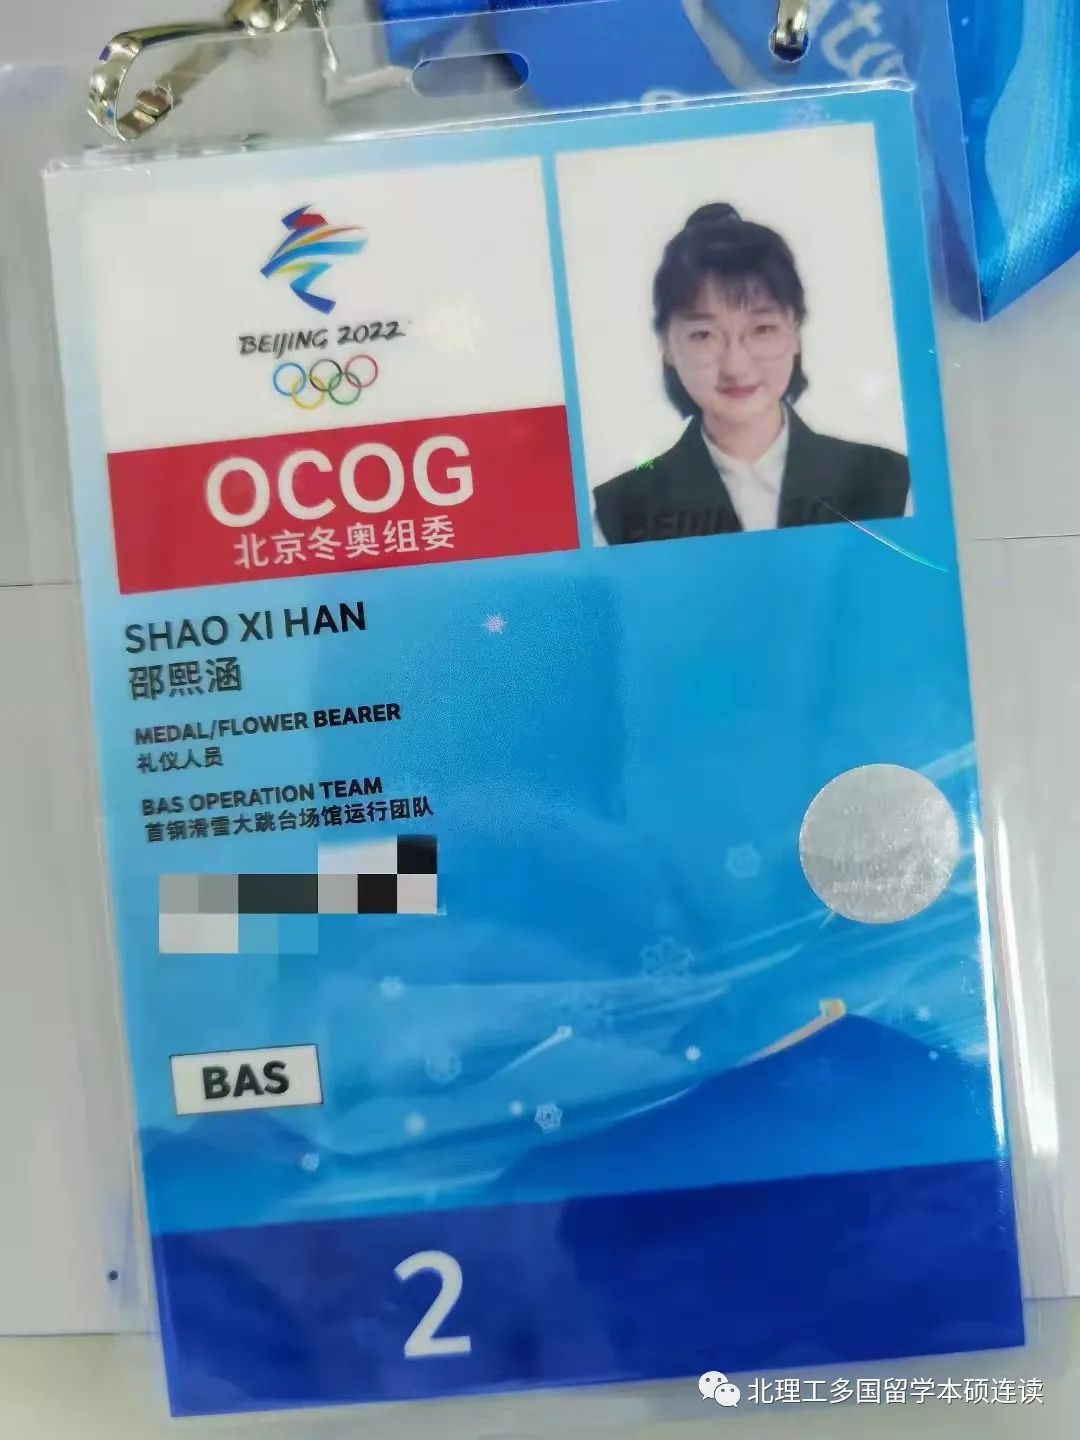 BEIJING 2022
OCOG
北京冬奥组委
SHAO XI HAN
邵熙涵
MEDAL/FLOWER BEARER
礼仪人员
BAS OPERATION TEAM
首钢滑雪大跳台场馆运行团队
BAS
2
北理工多国留学本硕连读